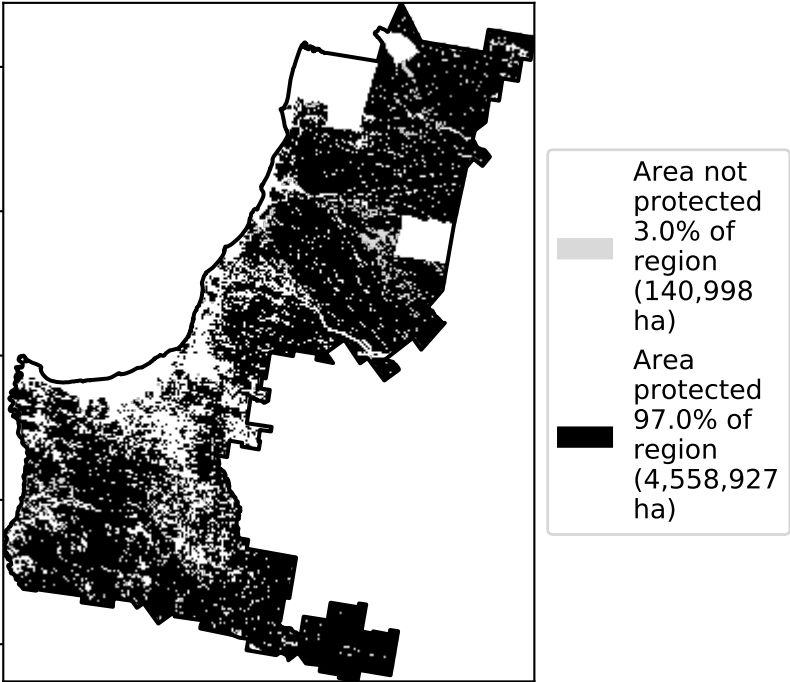 Area not
protected
3.0% of
region
(140,998
ha)
Area
protected
97.0% of
region
(4,558,927
ha)